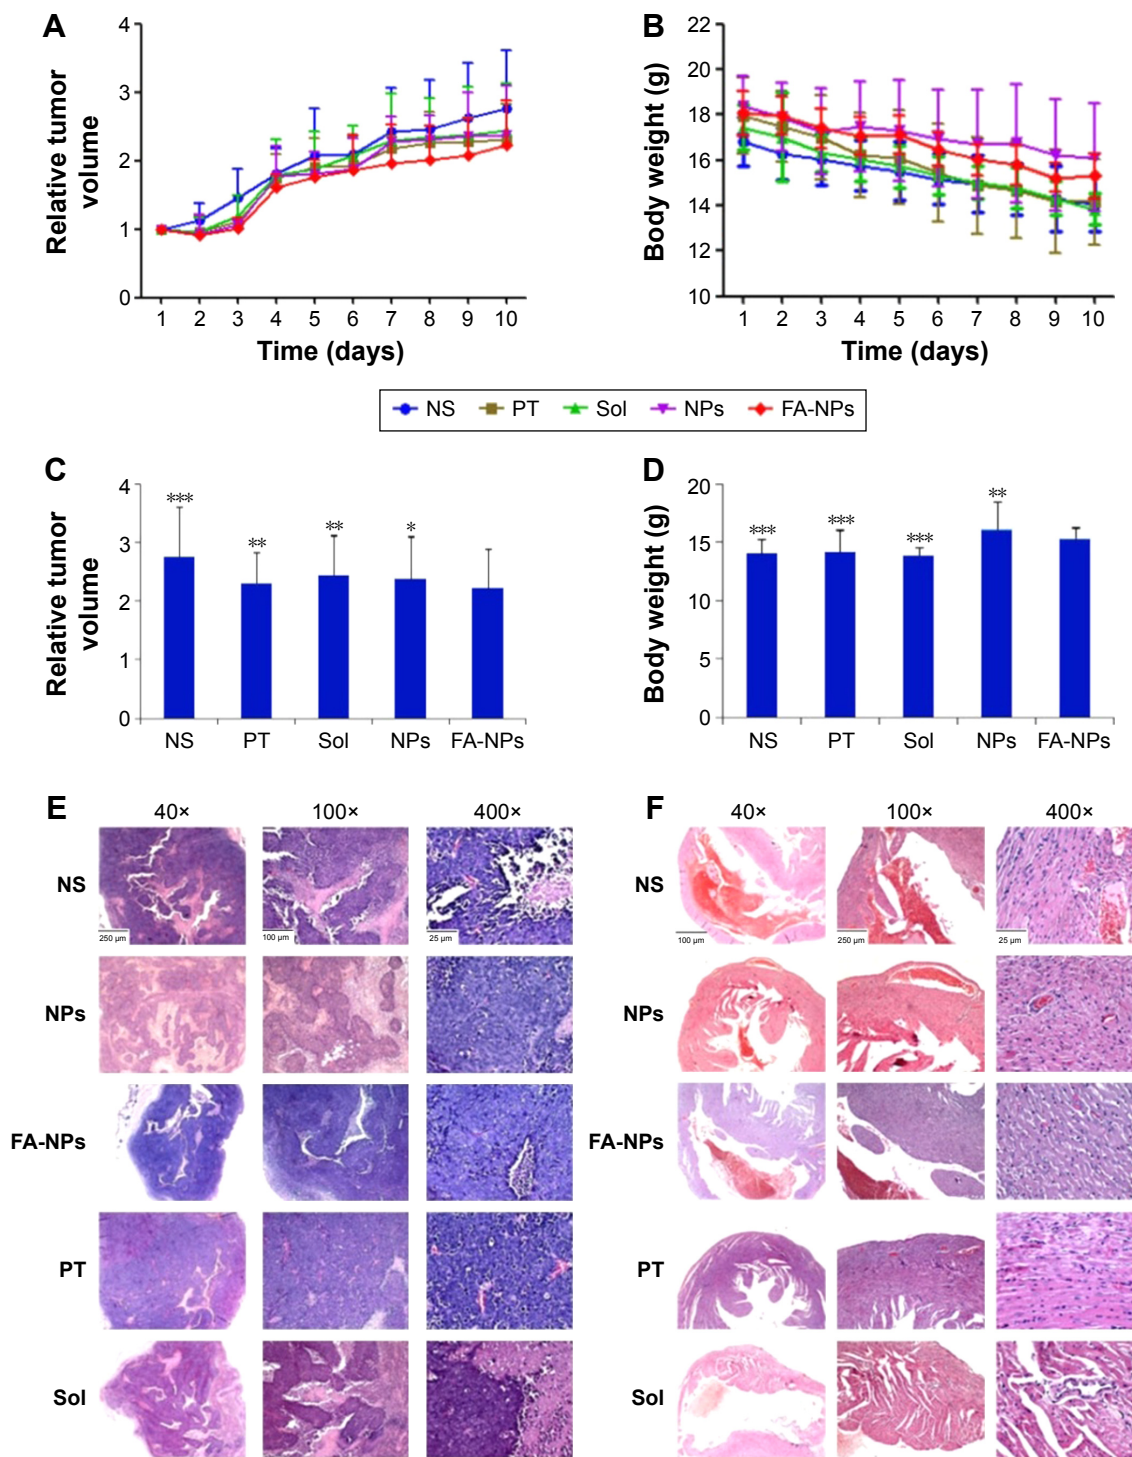 A
Relative tumor
volume
4
3
2
1
0
1 2 3 4 5 6 7 8 9 10
Time (days)
B
Body weight (g)
22
20
18
16
14
12
10
1 2 3 4 5 6 7 8 9 10
Time (days)
NS PT Sol NPs FA-NPs
C
Relative tumor
volume
4
3
2
1
0
*** ** ** *
NS PT Sol NPs FA-NPs
D
Body weight (g)
20
15
10
5
0
*** *** *** **
NS PT Sol NPs FA-NPs
E
40× 100× 400×
NS
250 µm 100 µm 25 µm
NPs
FA-NPs
PT
Sol
F
40× 100× 400×
NS
100 µm 250 µm 25 µm
NPs
FA-NPs
PT
Sol